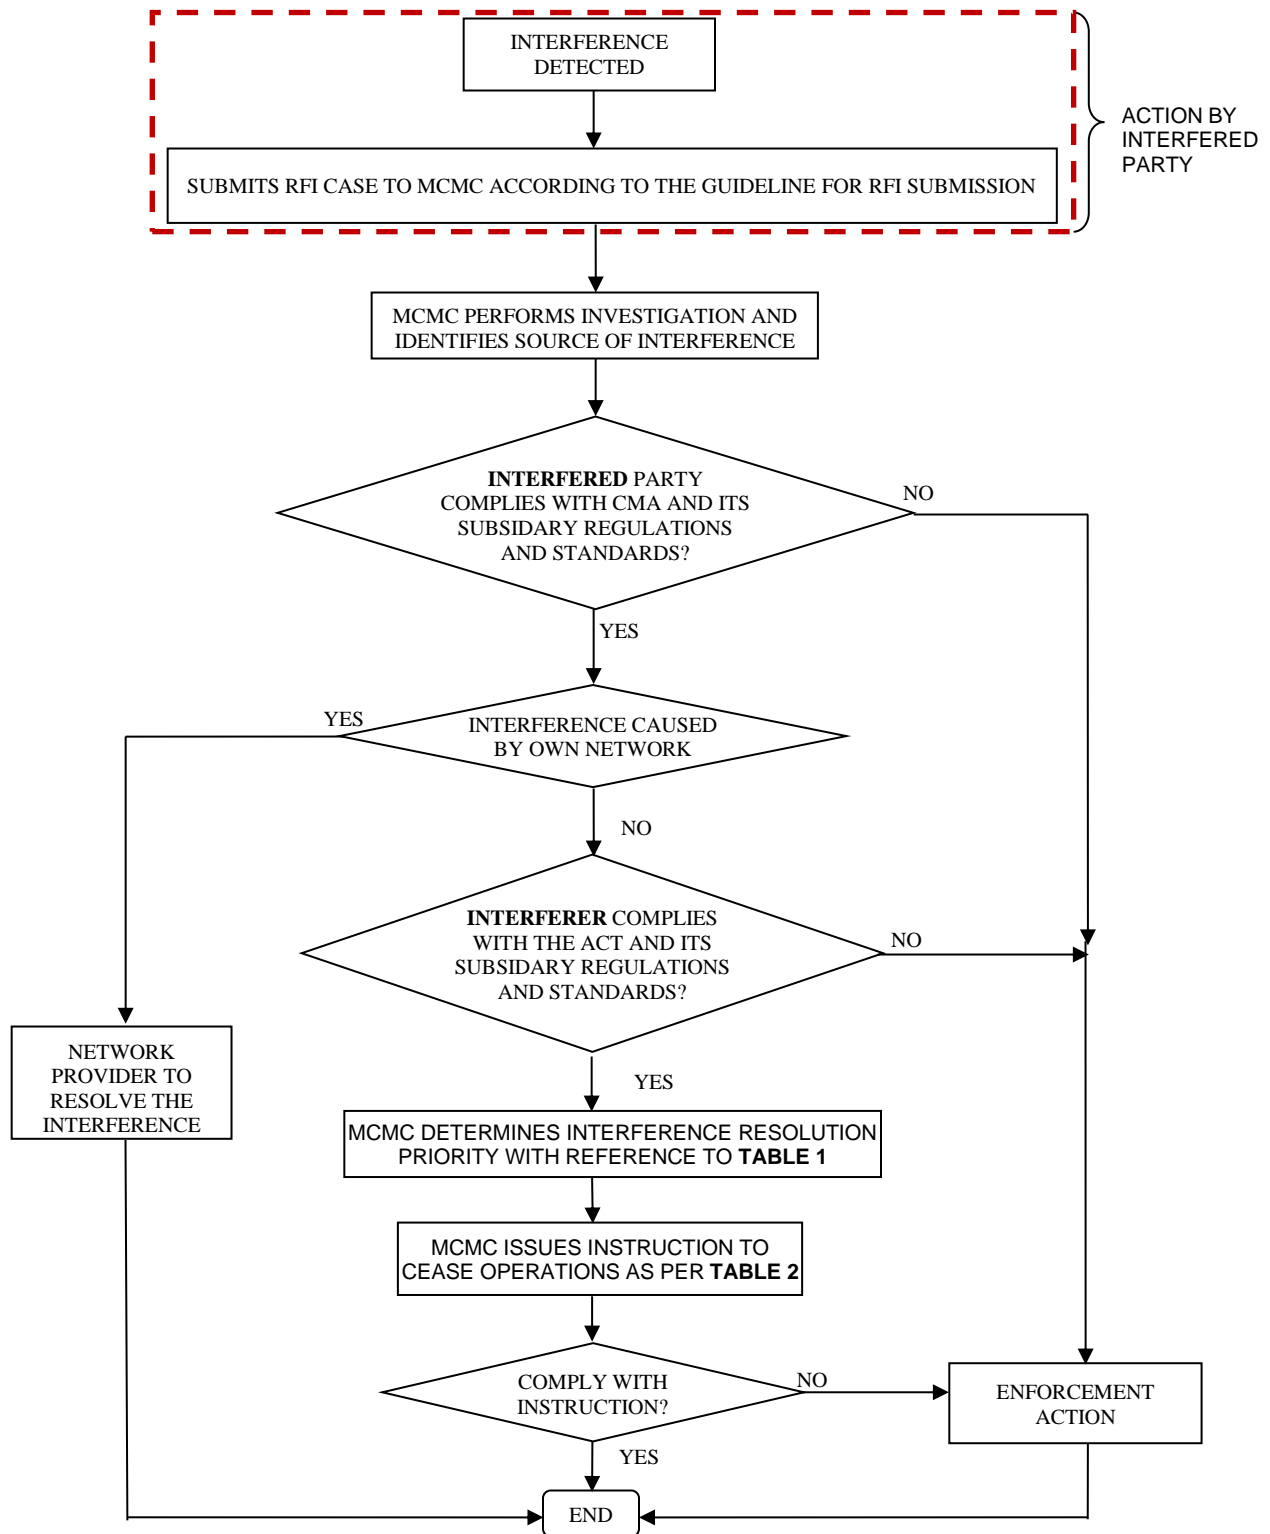 INTERFERENCE
DETECTED
ACTION BY
INTERFERED
PARTY
SUBMITS RFI CASE TO MCMC ACCORDING TO THE GUIDELINE FOR RFI SUBMISSION
MCMC PERFORMS INVESTIGATION AND
IDENTIFIES SOURCE OF INTERFERENCE
INTERFERED PARTY
COMPLIES WITH CMA AND ITS
SUBSIDARY REGULATIONS
AND STANDARDS?
NO
YES
INTERFERENCE CAUSED
BY OWN NETWORK
YES
NO
INTERFERER COMPLIES
WITH THE ACT AND ITS
SUBSIDARY REGULATIONS
AND STANDARDS?
NO
YES
NETWORK
PROVIDER TO
RESOLVE THE
INTERFERENCE
MCMC DETERMINES INTERFERENCE RESOLUTION
PRIORITY WITH REFERENCE TO TABLE 1
MCMC ISSUES INSTRUCTION TO
CEASE OPERATIONS AS PER TABLE 2
COMPLY WITH
INSTRUCTION?
NO
ENFORCEMENT
ACTION
YES
END